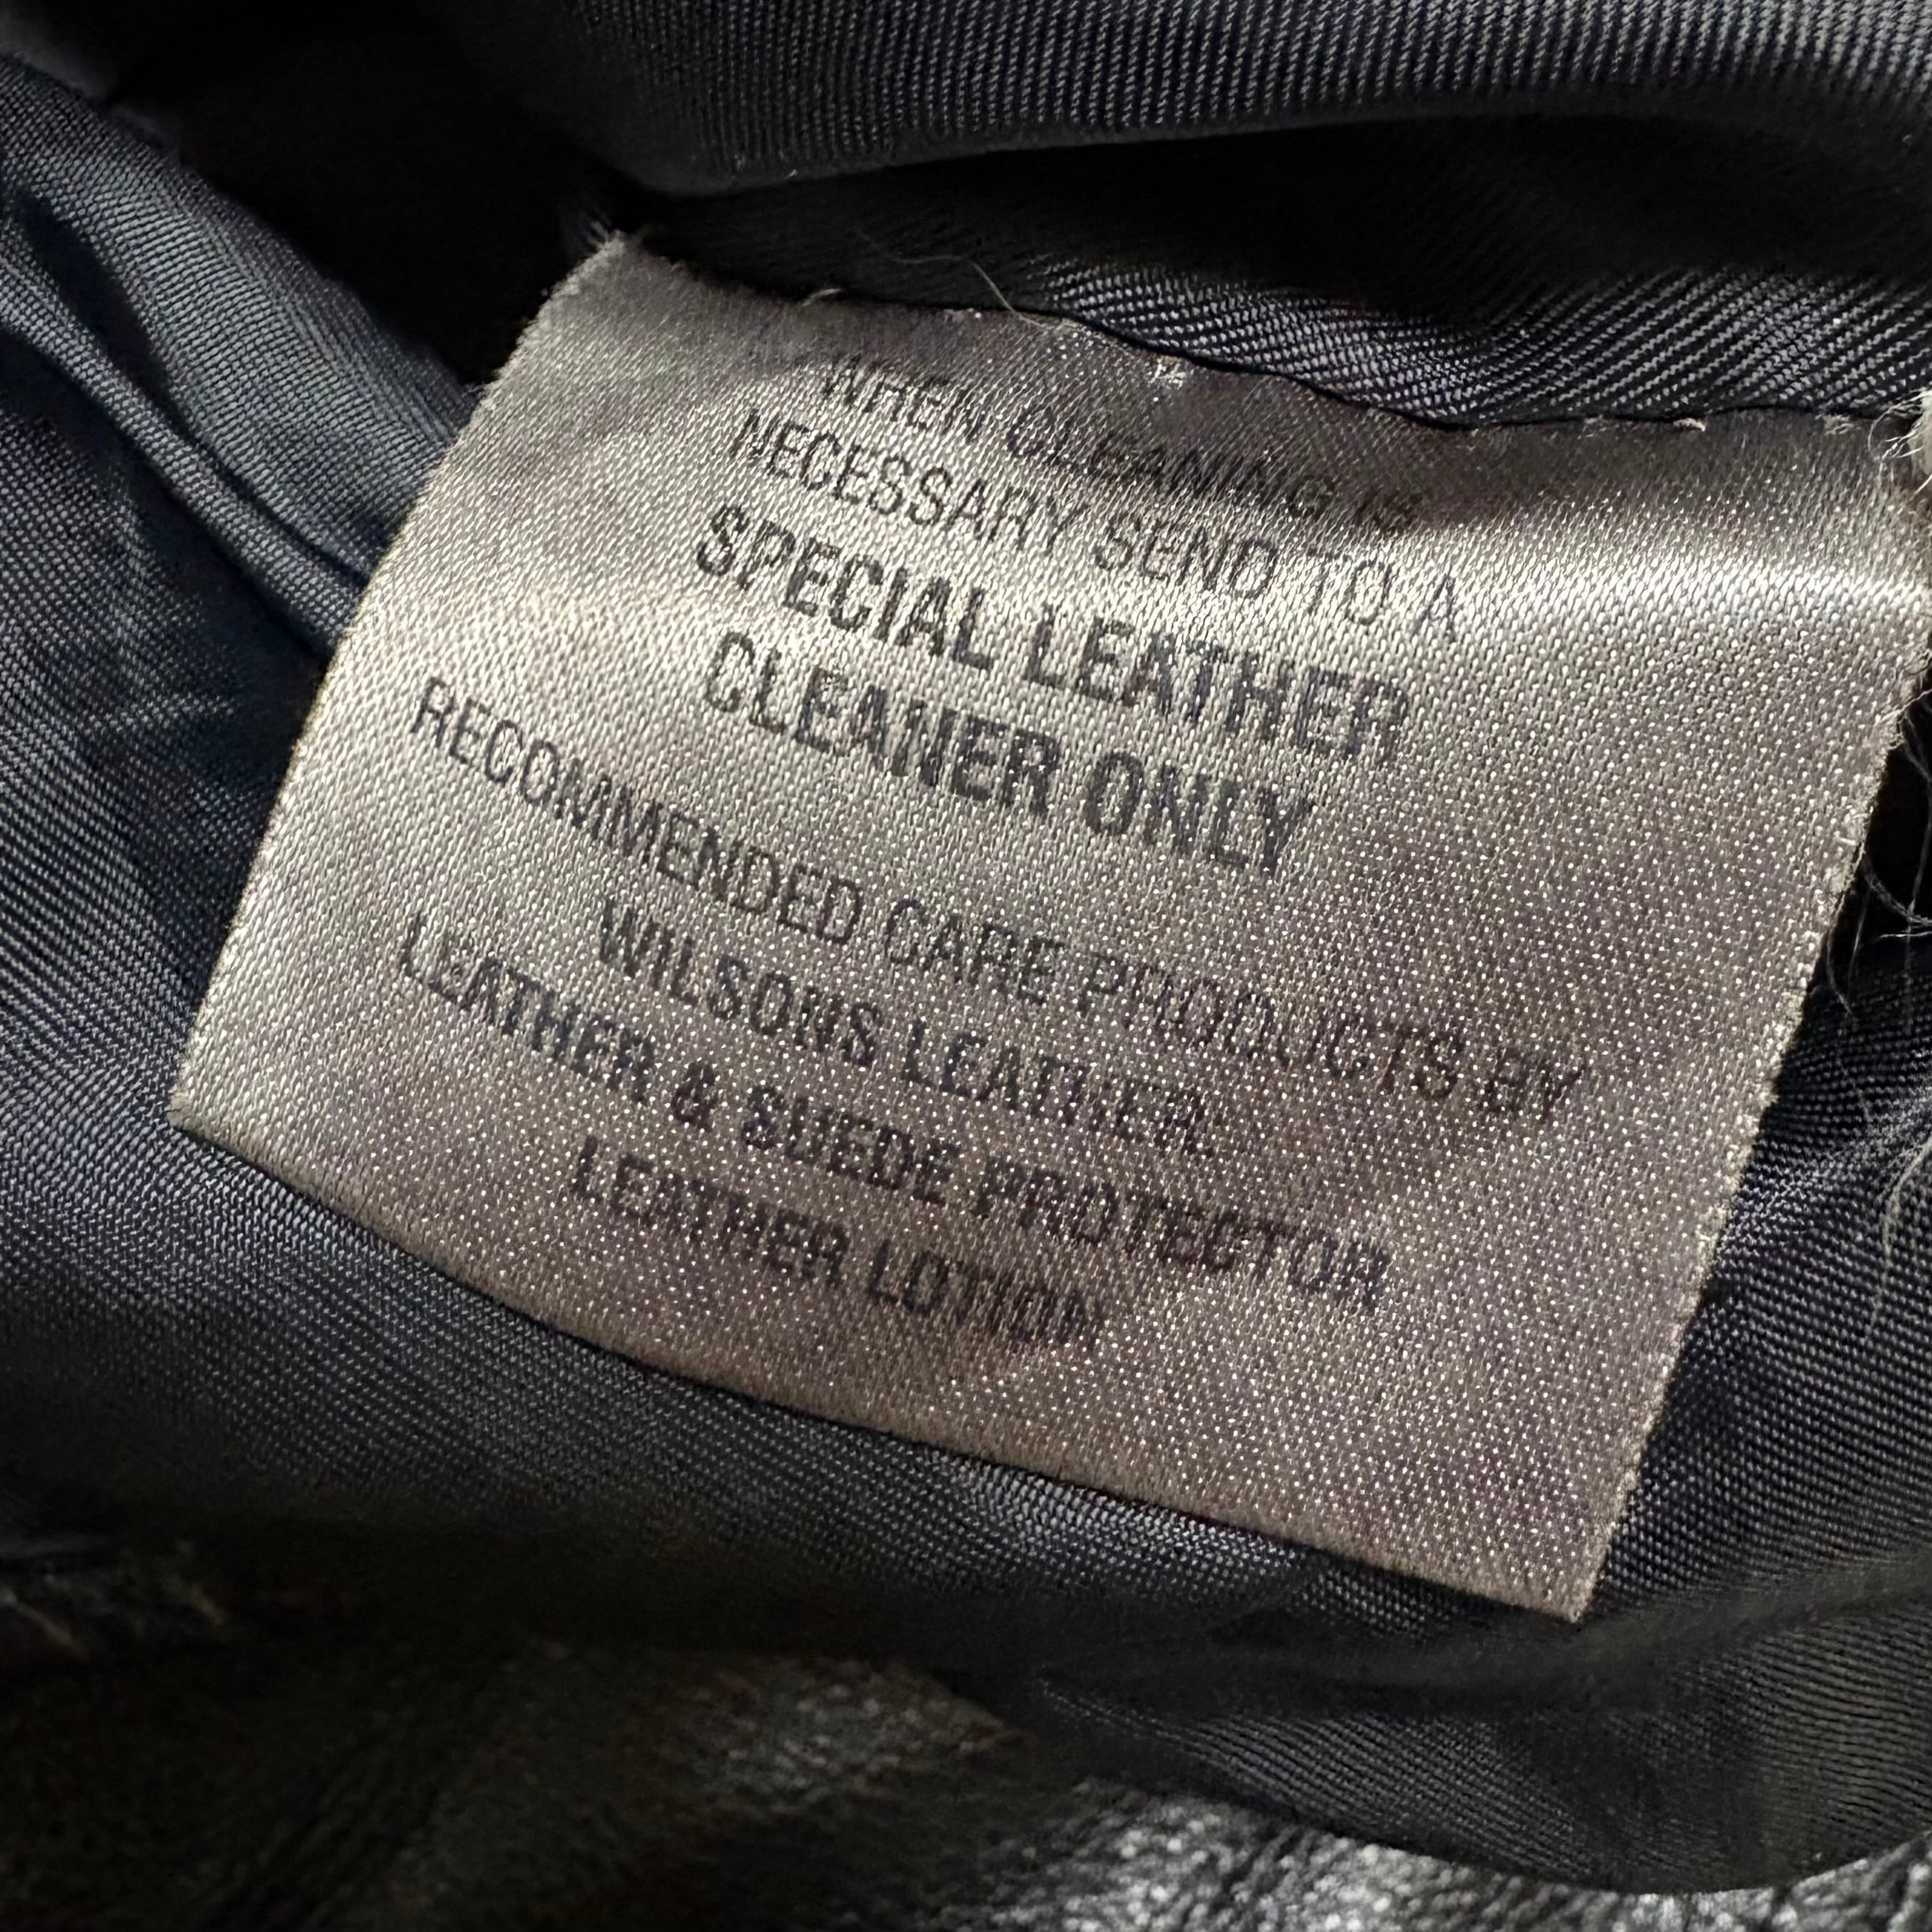 WHEN CLEANING IS
NECESSARY SEND TO A
SPECIAL LEATHER
CLEANER ONLY
RECOMMENDED CARE PRODUCTS BY
WILSONS LEATHER
LEATHER & SUEDE PROTECTOR
LEATHER LOTION